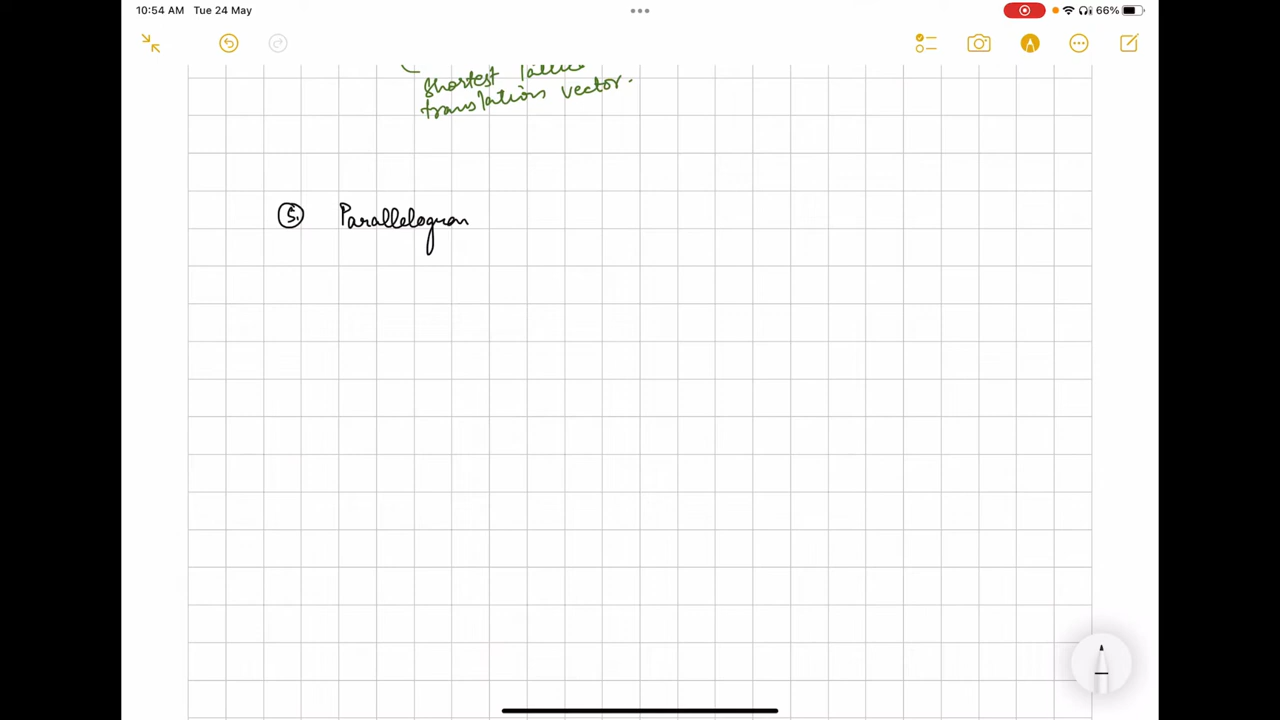 10:54 AM Tue 24 May
66%
shortest
translation vector.
5. Parallelogram